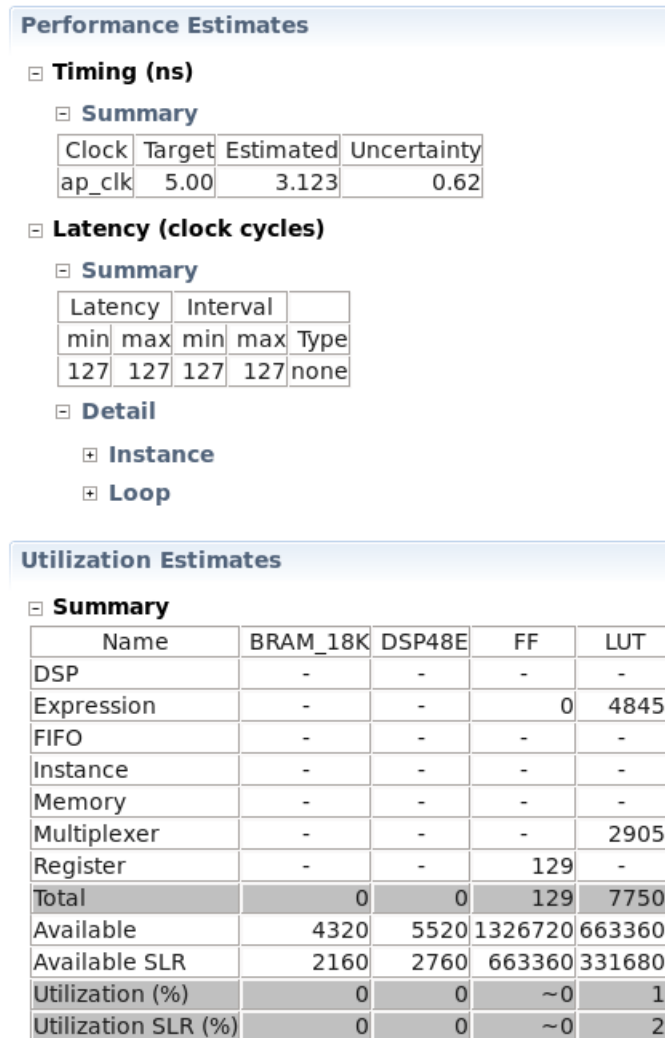 Performance Estimates
Timing (ns)
Summary
Clock Target Estimated Uncertainty
ap_clk 5.00 3.123 0.62
Latency (clock cycles)
Summary
Latency Interval
min max min max Type
127 127 127 127 none
Detail
Instance
Loop
Utilization Estimates
Summary
Name BRAM_18K DSP48E FF LUT
DSP - - - -
Expression - - 0 4845
FIFO - - - -
Instance - - - -
Memory - - - -
Multiplexer - - - 2905
Register - - 129 -
Total 0 0 129 7750
Available 4320 5520 1326720 663360
Available SLR 2160 2760 663360 331680
Utilization (%) 0 0 ~0 1
Utilization SLR (%) 0 0 ~0 2